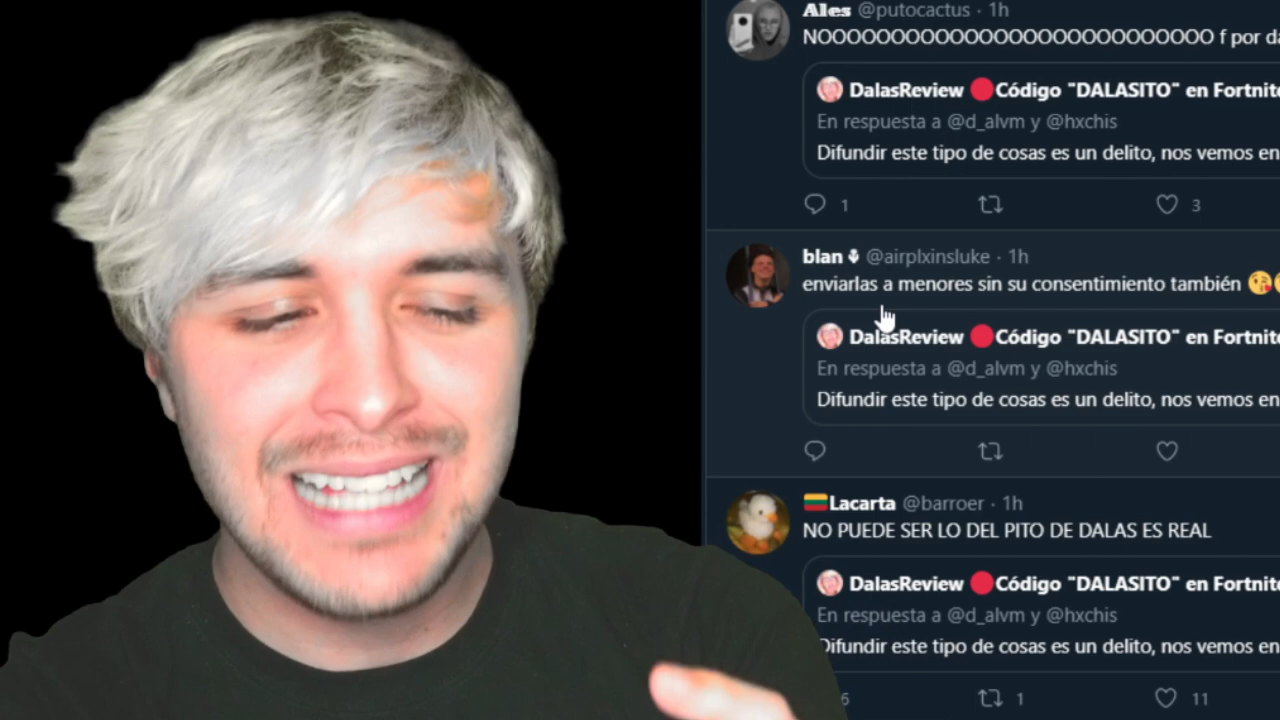 Ales @putocactus · 1h
NOOOOOOOOOOOOOOOOOOOOOOOOOOO f por da
DalasReview 🔴Código "DALASITO" en Fortnite
En respuesta a @d_alvm y @hxchis
Difundir este tipo de cosas es un delito, nos vemos en
1 3
blan @airplxinsluke · 1h
enviarlas a menores sin su consentimiento también 😘
DalasReview 🔴Código "DALASITO" en Fortnite
En respuesta a @d_alvm y @hxchis
Difundir este tipo de cosas es un delito, nos vemos en
🇱🇹Lacarta @barroer · 1h
NO PUEDE SER LO DEL PITO DE DALAS ES REAL
DalasReview 🔴Código "DALASITO" en Fortnite
En respuesta a @d_alvm y @hxchis
Difundir este tipo de cosas es un delito, nos vemos en
6 1 11